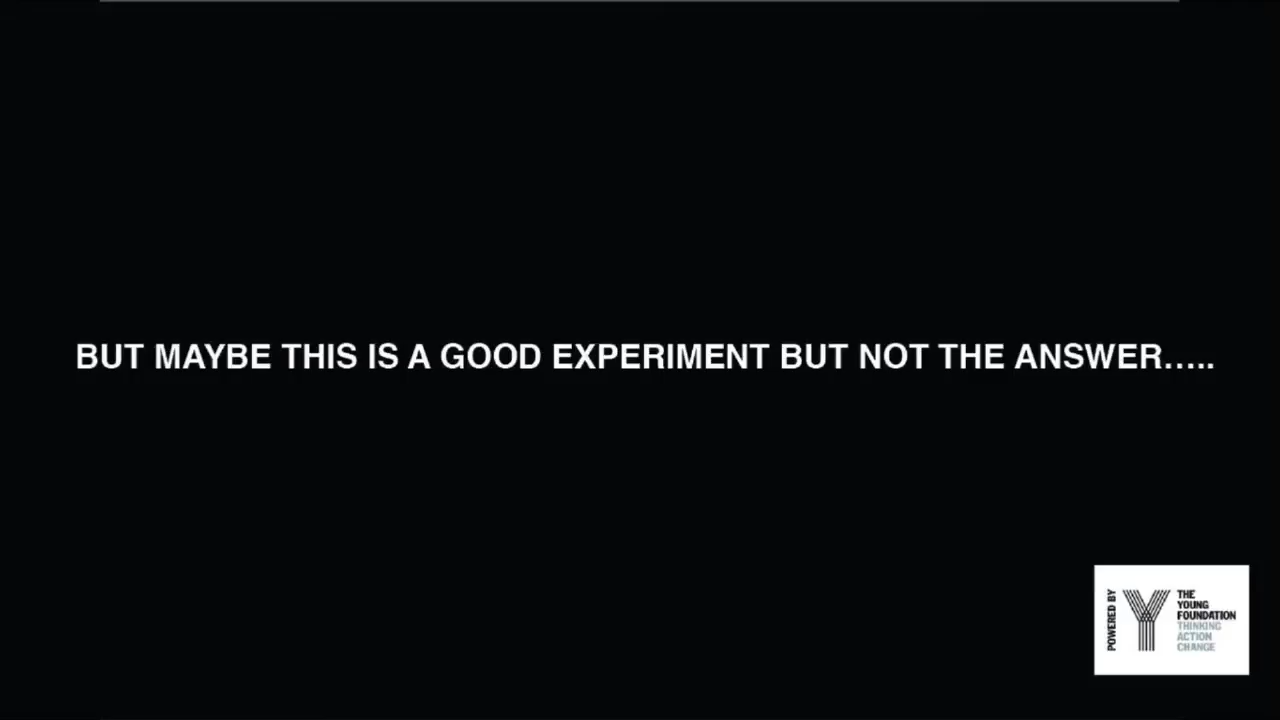 BUT MAYBE THIS IS A GOOD EXPERIMENT BUT NOT THE ANSWER…..
POWERED BY
THE
YOUNG
FOUNDATION
THINKING
ACTION
CHANGE